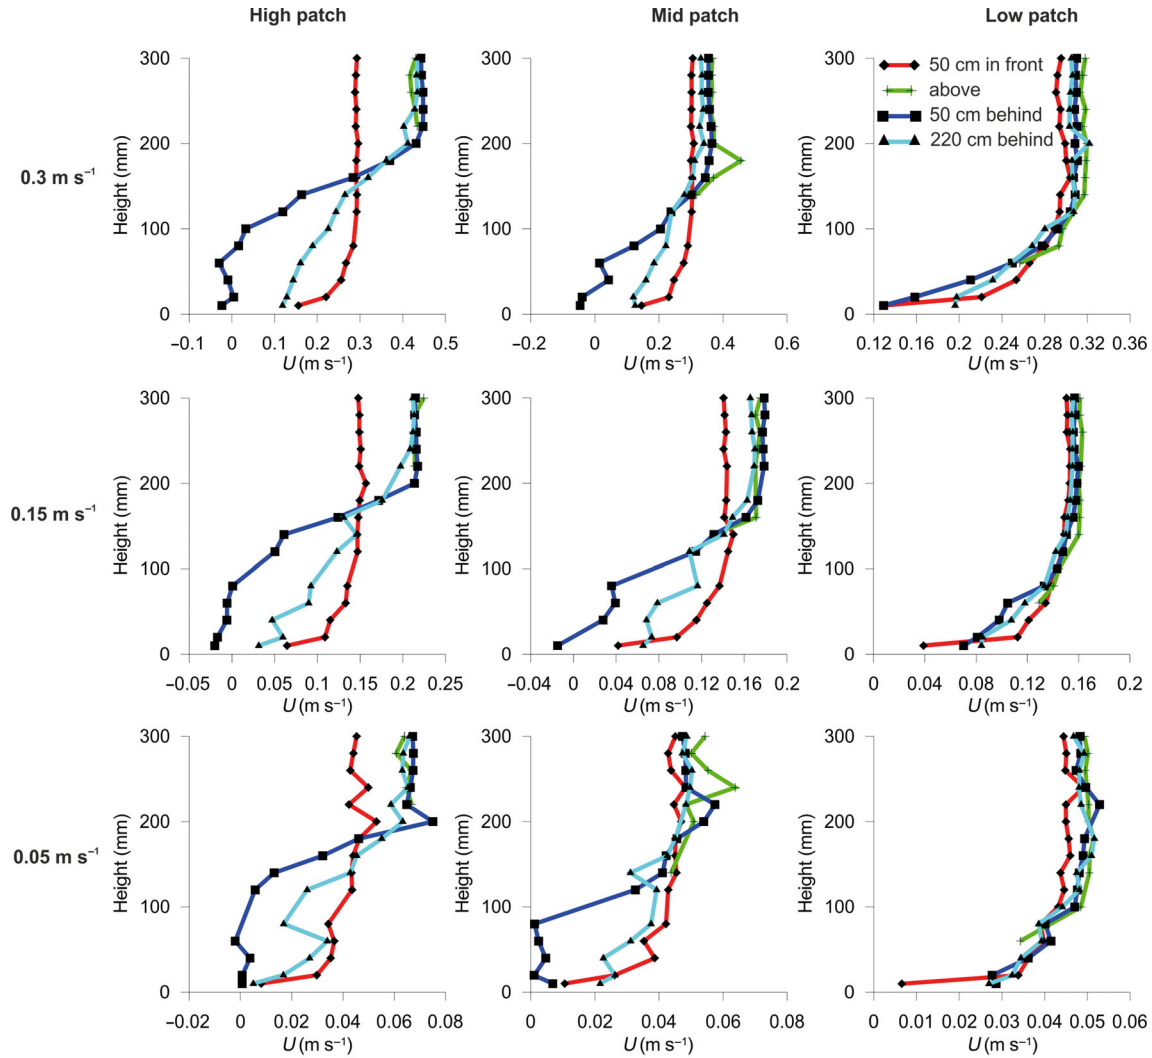 High patch Mid patch Low patch
0.3 m s⁻¹
Height (mm)
300
200
100
0
−0.1 0 0.1 0.2 0.3 0.4 0.5
U (m s⁻¹)
Height (mm)
300
200
100
0
−0.2 0 0.2 0.4 0.6
U (m s⁻¹)
Height (mm)
300
200
100
0
0.12 0.16 0.20 0.24 0.28 0.32 0.36
U (m s⁻¹)
50 cm in front
above
50 cm behind
220 cm behind
0.15 m s⁻¹
Height (mm)
300
200
100
0
−0.05 0 0.05 0.1 0.15 0.2 0.25
U (m s⁻¹)
Height (mm)
300
200
100
0
−0.04 0 0.04 0.08 0.12 0.16 0.2
U (m s⁻¹)
Height (mm)
300
200
100
0
0 0.04 0.08 0.12 0.16 0.2
U (m s⁻¹)
0.05 m s⁻¹
Height (mm)
300
200
100
0
−0.02 0 0.02 0.04 0.06 0.08
U (m s⁻¹)
Height (mm)
300
200
100
0
0 0.02 0.04 0.06 0.08
U (m s⁻¹)
Height (mm)
300
200
100
0
0 0.01 0.02 0.03 0.04 0.05 0.06
U (m s⁻¹)